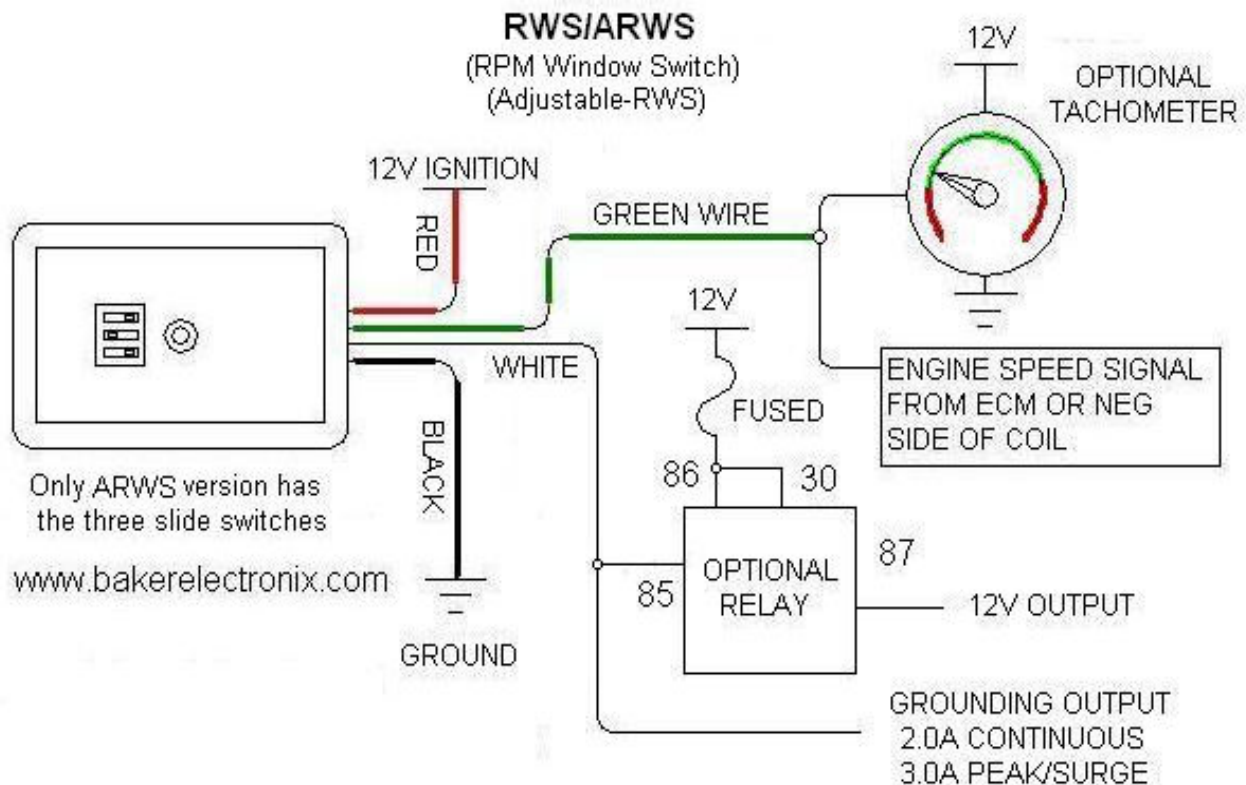 RWS/ARWS
(RPM Window Switch)
(Adjustable-RWS)
12V
OPTIONAL
TACHOMETER
12V IGNITION
RED
GREEN WIRE
12V
WHITE
FUSED
ENGINE SPEED SIGNAL
FROM ECM OR NEG
SIDE OF COIL
BLACK
Only ARWS version has
the three slide switches
www.bakerelectronix.com
86
30
87
85
OPTIONAL
RELAY
12V OUTPUT
GROUND
GROUNDING OUTPUT
2.0A CONTINUOUS
3.0A PEAK/SURGE